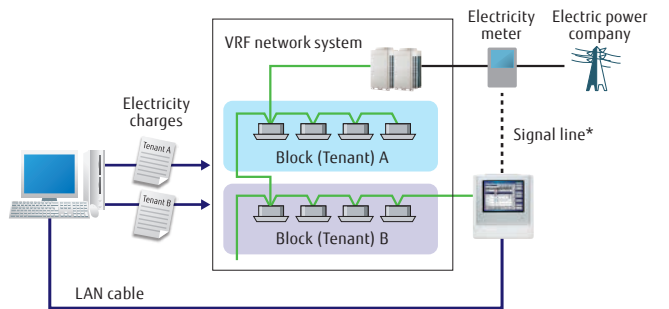 Electricity
meter
Electric power
company
VRF network system
Electricity
charges
Tenant A
Tenant B
Block (Tenant) A
Signal line*
Block (Tenant) B
LAN cable